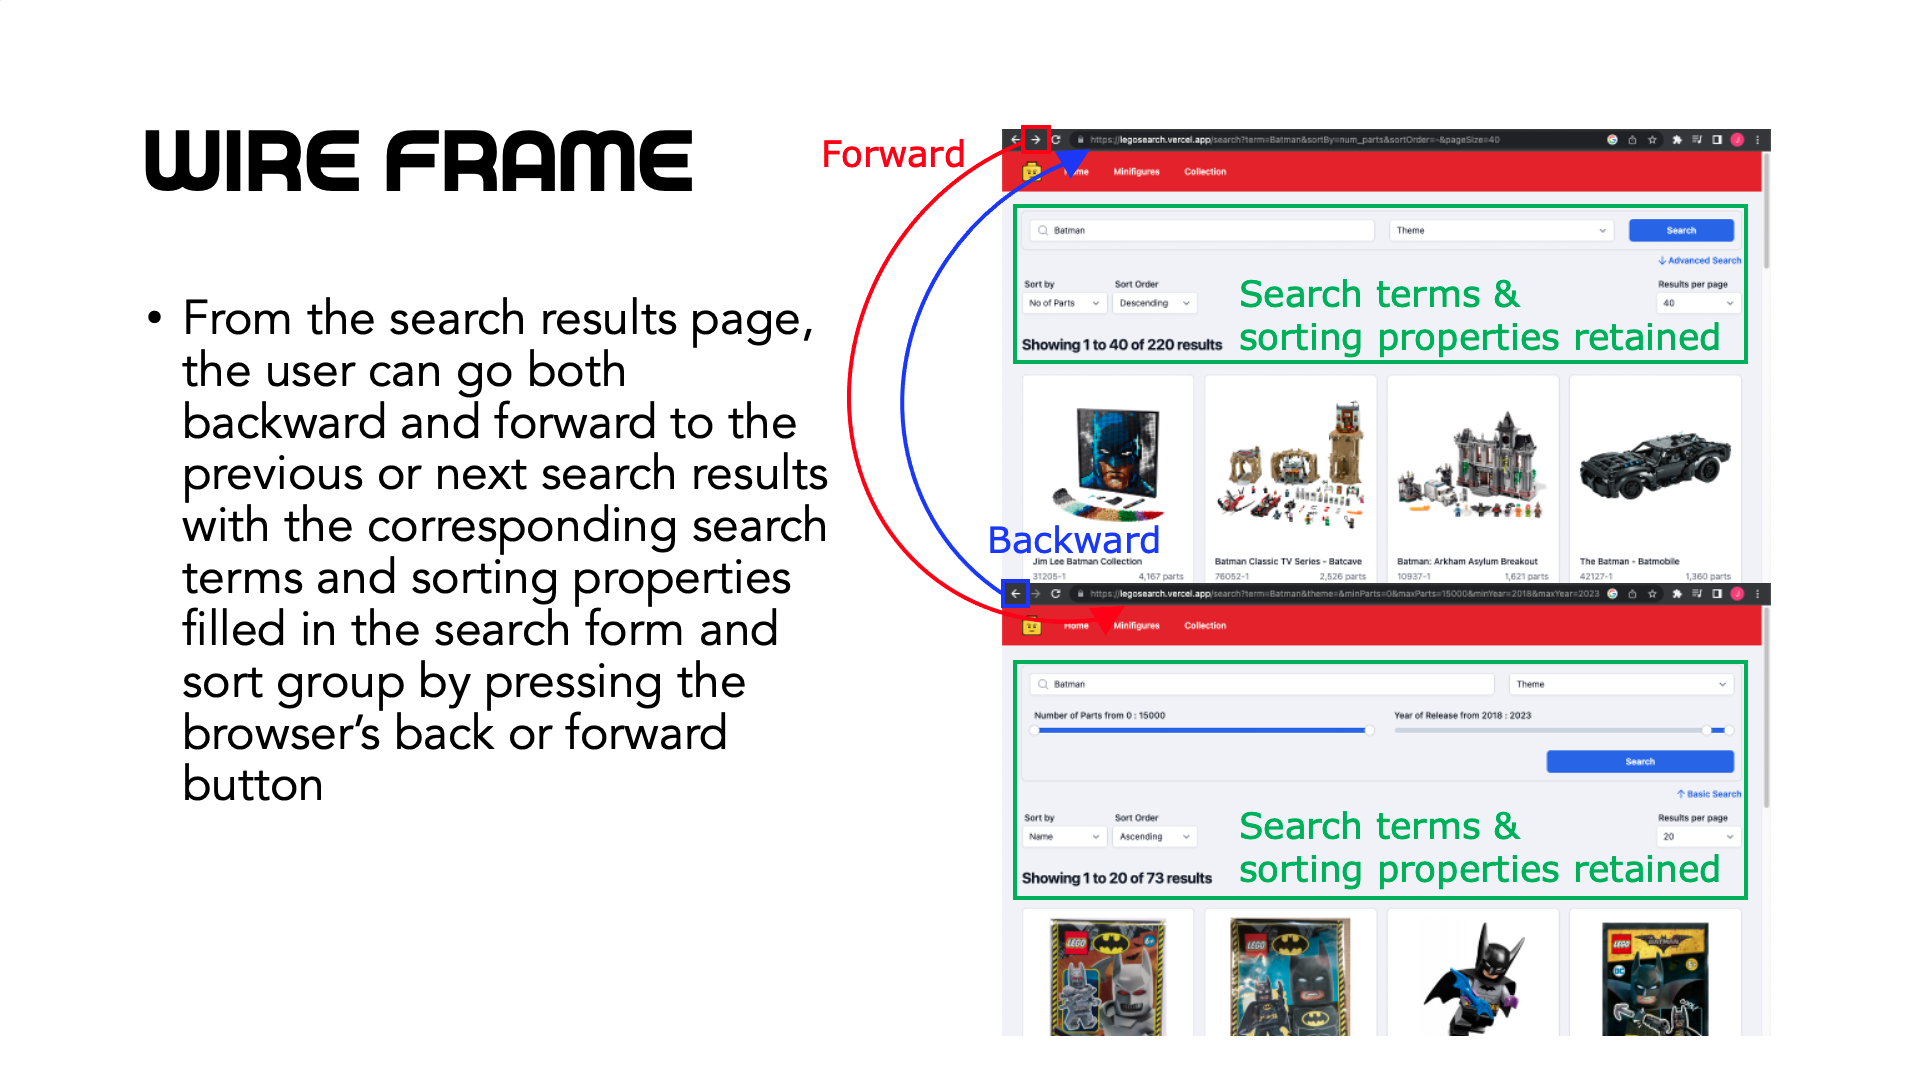 WIRE FRAME
• From the search results page,
the user can go both
backward and forward to the
previous or next search results
with the corresponding search
terms and sorting properties
filled in the search form and
sort group by pressing the
browser’s back or forward
button
Forward
https://legosearch.vercel.app/search?term=Batman&sortBy=num_parts&sortOrder=-&pageSize=40
Minifigures Collection
Batman Theme Search
Advanced Search
Sort by Sort Order Results per page
No of Parts Descending 40
Search terms &
sorting properties retained
Showing 1 to 40 of 220 results
Backward
Jim Lee Batman Collection
31205-1 4,167 parts
Batman Classic TV Series - Batcave
76052-1 2,526 parts
Batman: Arkham Asylum Breakout
10937-1 1,621 parts
The Batman - Batmobile
42127-1 1,360 parts
https://legosearch.vercel.app/search?term=Batman&theme=&minParts=0&maxParts=15000&minYear=2018&maxYear=2023
Home Minifigures Collection
Batman Theme
Number of Parts from 0 : 15000 Year of Release from 2018 : 2023
Search
Basic Search
Sort by Sort Order Results per page
Name Ascending 20
Search terms &
sorting properties retained
Showing 1 to 20 of 73 results
LEGO
LEGO
LEGO BATMAN
DC